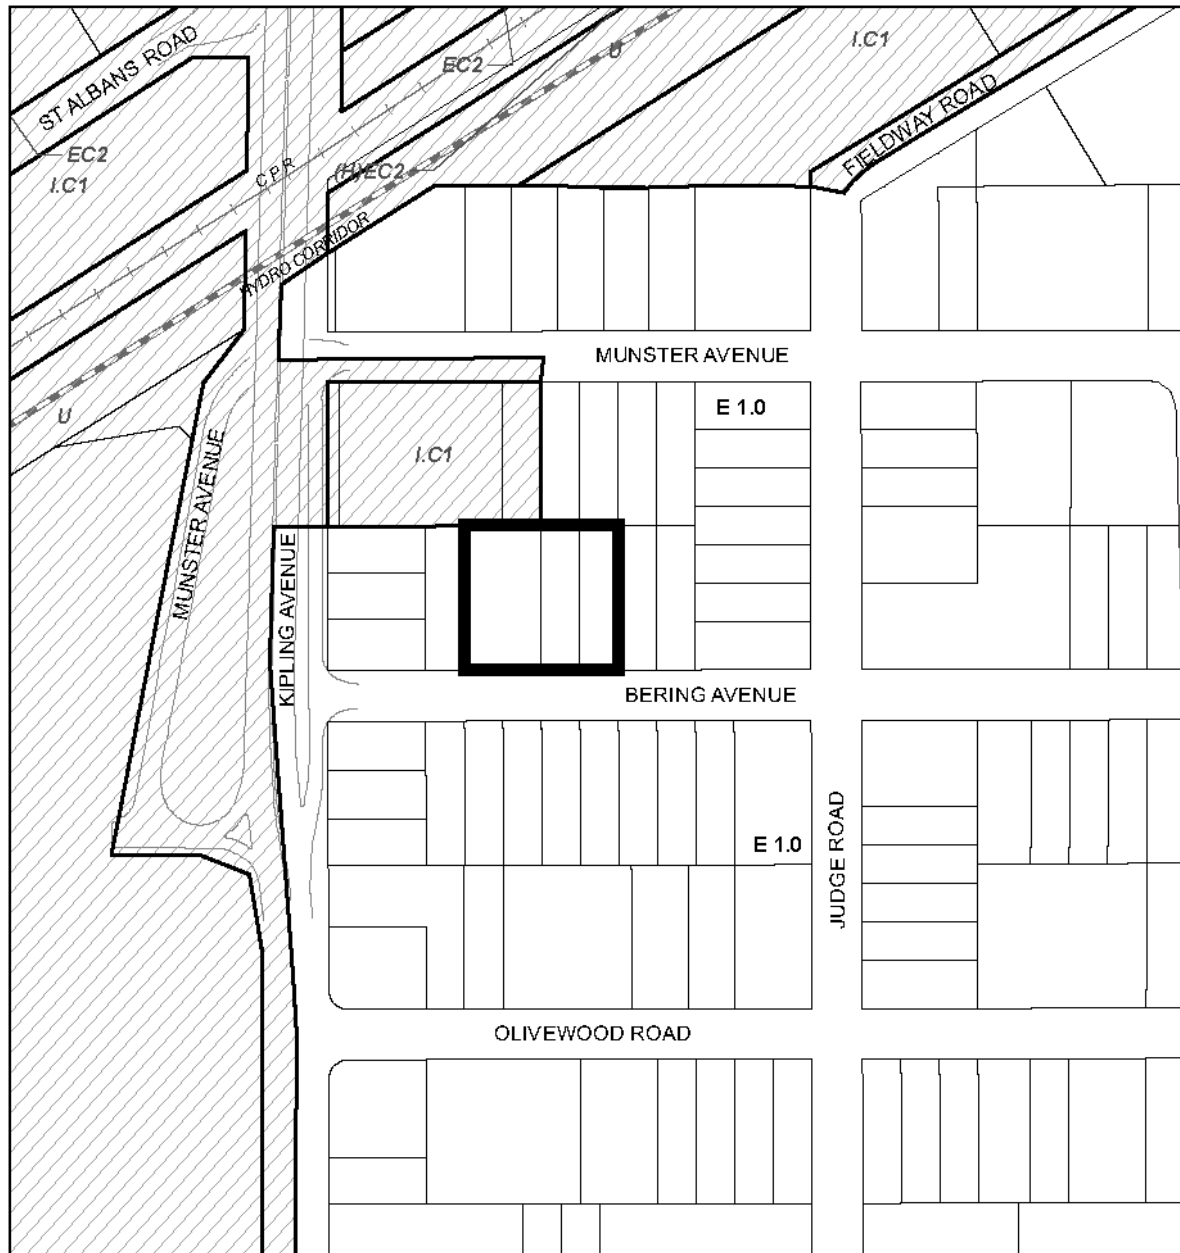 I.C1
ST ALBANS ROAD
EC2
U
EC2
I.C1
CPR
(H)EC2
FIELDWAY ROAD
HYDRO CORRIDOR
MUNSTER AVENUE
U
E 1.0
I.C1
MUNSTER AVENUE
KIPLING AVENUE
BERING AVENUE
E 1.0
JUDGE ROAD
OLIVEWOOD ROAD